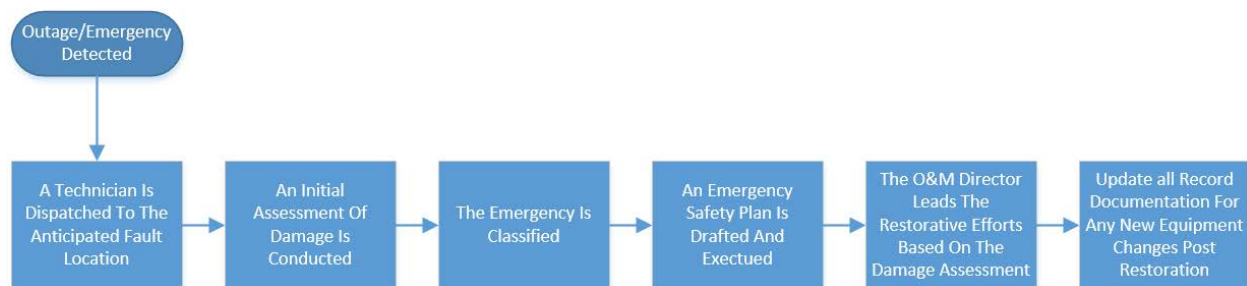 Outage/Emergency
Detected
A Technician Is
Dispatched To The
Anticipated Fault
Location
An Initial
Assessment Of
Damage Is
Conducted
The Emergency Is
Classified
An Emergency
Safety Plan Is
Drafted And
Exectued
The O&M Director
Leads The
Restorative Efforts
Based On The
Damage Assessment
Update all Record
Documentation For
Any New Equipment
Changes Post
Restoration